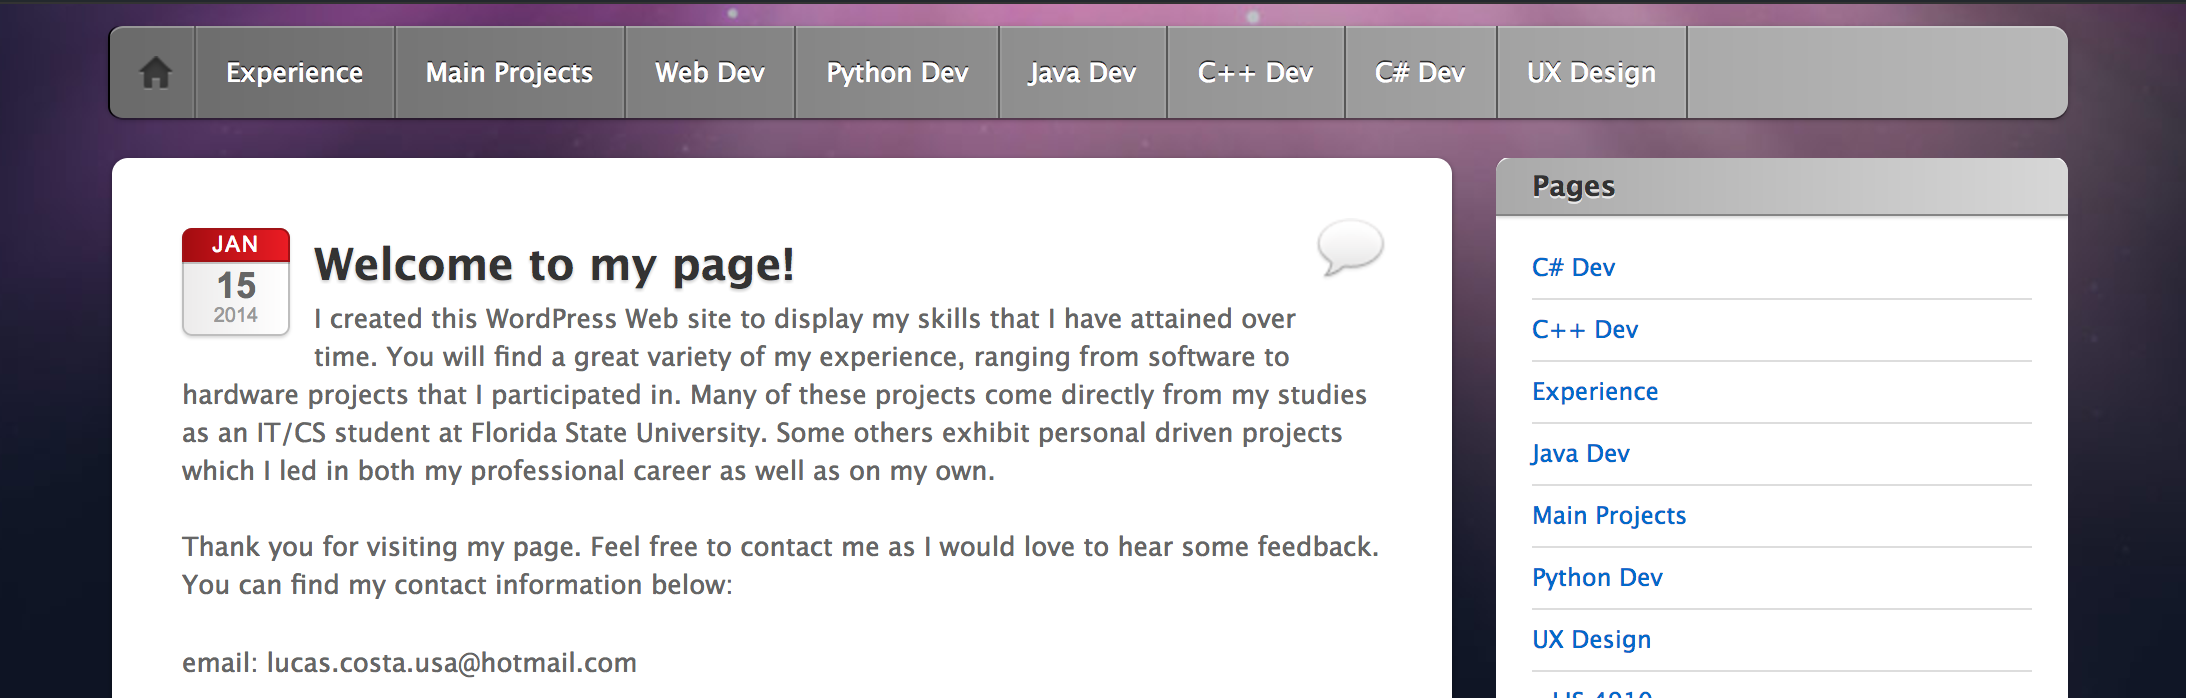 Experience
Main Projects
Web Dev
Python Dev
Java Dev
C++ Dev
C# Dev
UX Design
JAN
15
2014
Welcome to my page!
I created this WordPress Web site to display my skills that I have attained over
time. You will find a great variety of my experience, ranging from software to
hardware projects that I participated in. Many of these projects come directly from my studies
as an IT/CS student at Florida State University. Some others exhibit personal driven projects
which I led in both my professional career as well as on my own.
Thank you for visiting my page. Feel free to contact me as I would love to hear some feedback.
You can find my contact information below:
email: lucas.costa.usa@hotmail.com
Pages
C# Dev
C++ Dev
Experience
Java Dev
Main Projects
Python Dev
UX Design